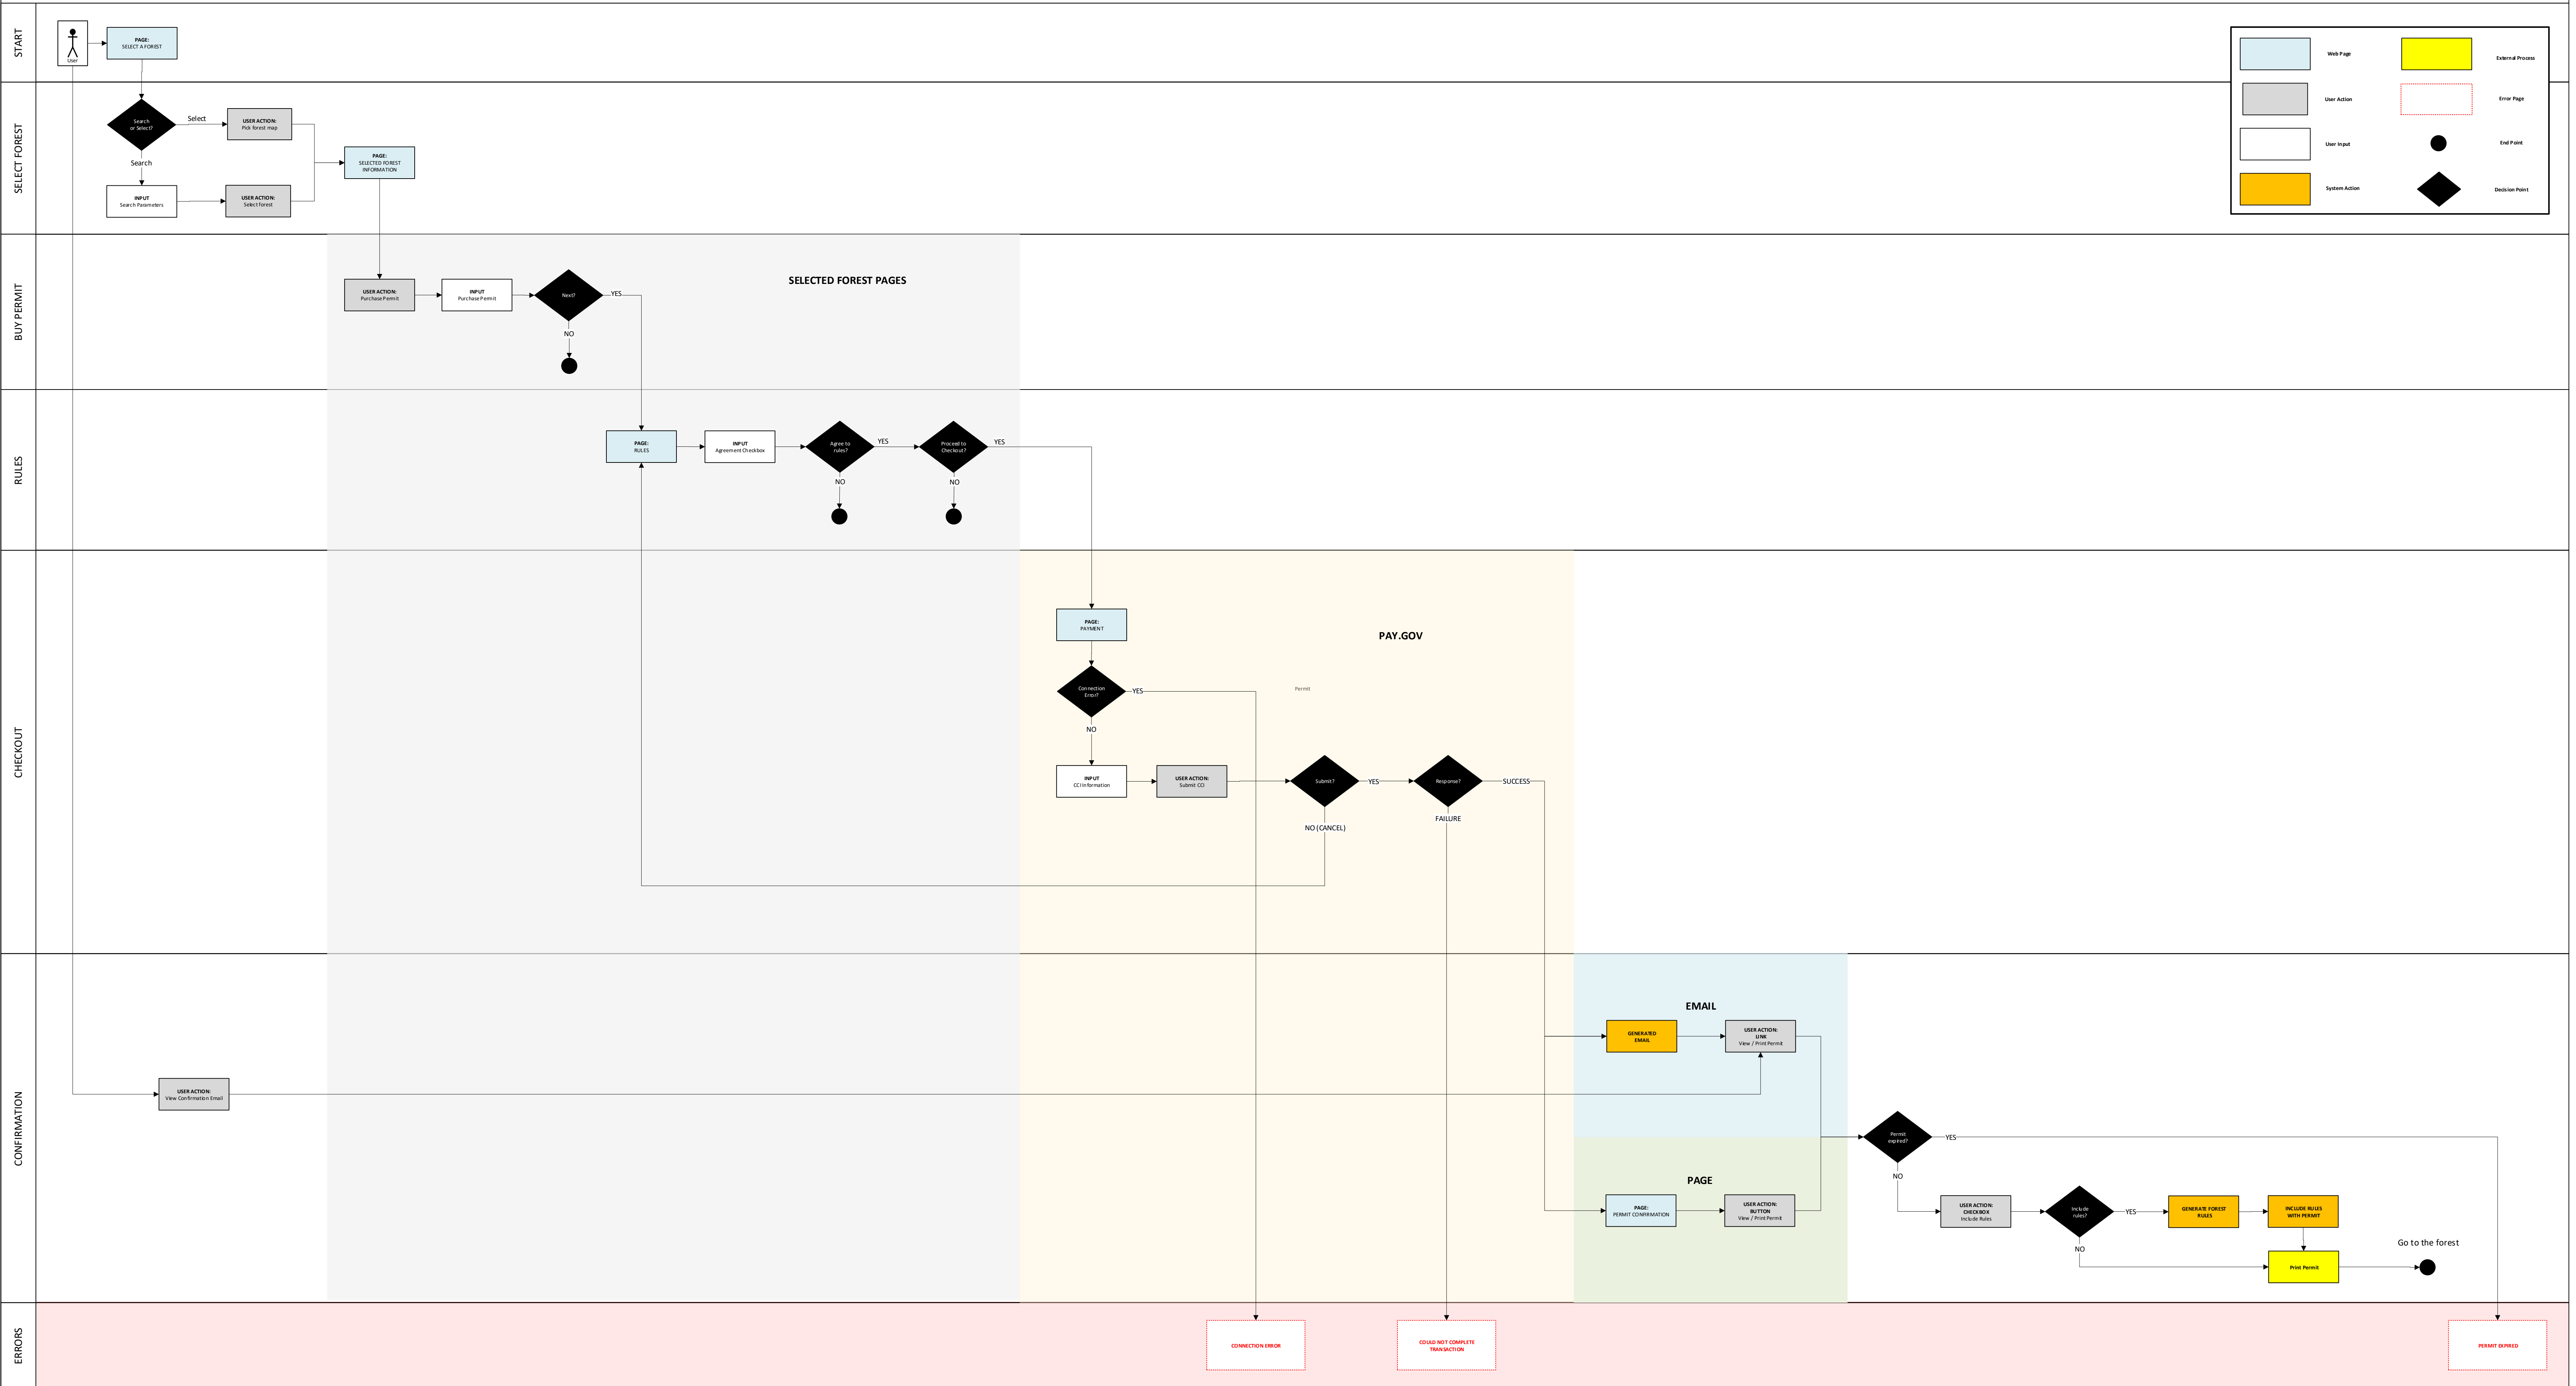 START
User
PAGE:
SELECT A FOREST
Web Page
External Process
User Action
Error Page
User Input
End Point
System Action
Decision Point
SELECT FOREST
Search
or Select?
Select
USER ACTION:
Pick forest map
Search
INPUT
Search Parameters
USER ACTION:
Select forest
PAGE:
SELECTED FOREST
INFORMATION
BUY PERMIT
SELECTED FOREST PAGES
USER ACTION:
Purchase Permit
INPUT
Purchase Permit
Next?
YES
NO
RULES
PAGE:
RULES
INPUT
Agreement Checkbox
Agree to
rules?
YES
NO
Proceed to
Checkout?
YES
NO
CHECKOUT
PAGE:
PAYMENT
PAY.GOV
Connection
Error?
YES
Permit
NO
INPUT
CCI Information
USER ACTION:
Submit CCI
Submit?
YES
Response?
SUCCESS
NO (CANCEL)
FAILURE
CONFIRMATION
EMAIL
GENERATED
EMAIL
USER ACTION:
LINK
View / Print Permit
USER ACTION:
View Confirmation Email
Permit
expired?
YES
NO
PAGE
PAGE:
PERMIT CONFIRMATION
USER ACTION:
BUTTON
View / Print Permit
USER ACTION:
CHECKBOX
Include Rules
Include
rules?
YES
NO
GENERATE FOREST
RULES
INCLUDE RULES
WITH PERMIT
Go to the forest
Print Permit
ERRORS
CONNECTION ERROR
COULD NOT COMPLETE
TRANSACTION
PERMIT EXPIRED